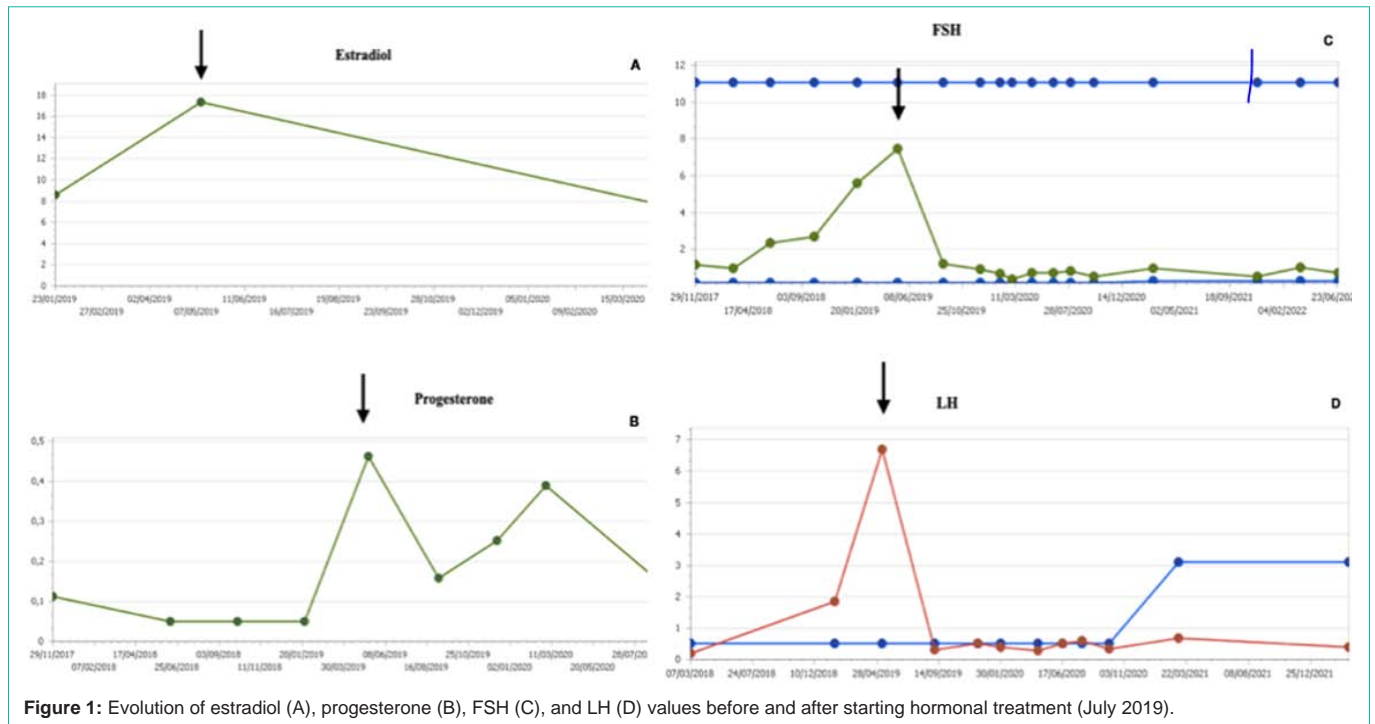 Estradiol
A
18
16
14
12
10
8
6
4
2
0
23/01/2019 02/04/2019 11/06/2019 28/10/2019 05/01/2020 15/03/2020
27/02/2019 07/05/2019 16/07/2019 23/09/2019 02/12/2019 09/02/2020
FSH
C
12
10
8
6
4
2
29/11/2017 03/09/2018 08/06/2019 11/03/2020 14/12/2020 18/09/2021
17/04/2018 20/01/2019 25/10/2019 28/07/2020 02/05/2021 04/02/2022
Progesterone
B
0,5
0,4
0,3
0,2
0,1
0
29/11/2017 17/04/2018 03/09/2018 20/01/2019 08/06/2019 25/10/2019 11/03/2020
07/02/2018 25/06/2018 11/11/2018 30/03/2019 16/08/2019 02/01/2020 20/05/2020
LH
D
7
6
5
4
3
2
1
0
07/03/2018 24/07/2018 10/12/2018 28/04/2019 14/09/2019 30/01/2020 17/06/2020 03/11/2020 22/03/2021 08/08/2021 25/12/2021
Figure 1: Evolution of estradiol (A), progesterone (B), FSH (C), and LH (D) values before and after starting hormonal treatment (July 2019).